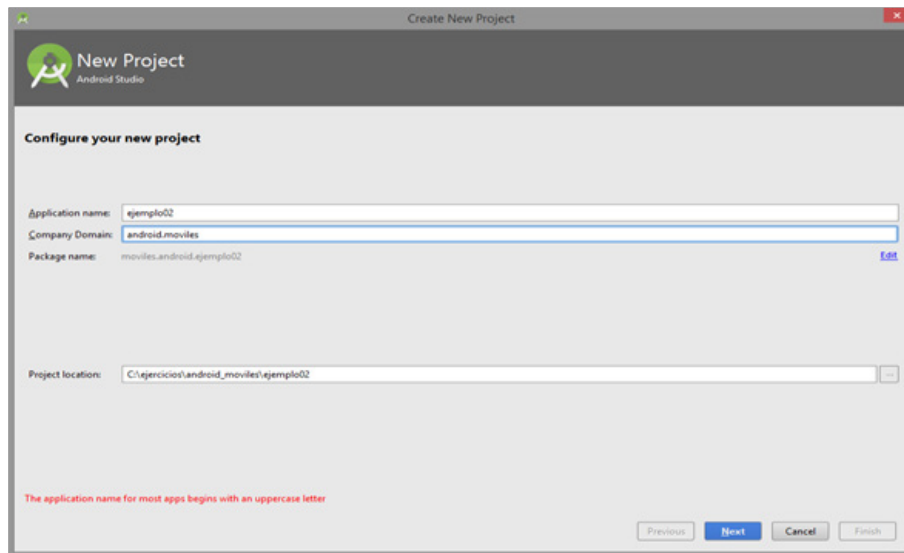 Create New Project
New Project
Android Studio
Configure your new project
Application name: ejemplo02
Company Domain: android.moviles
Package name: moviles.android.ejemplo02 Edit
Project location: C:\ejercicios\android_moviles\ejemplo02 ...
The application name for most apps begins with an uppercase letter
Previous Next Cancel Finish